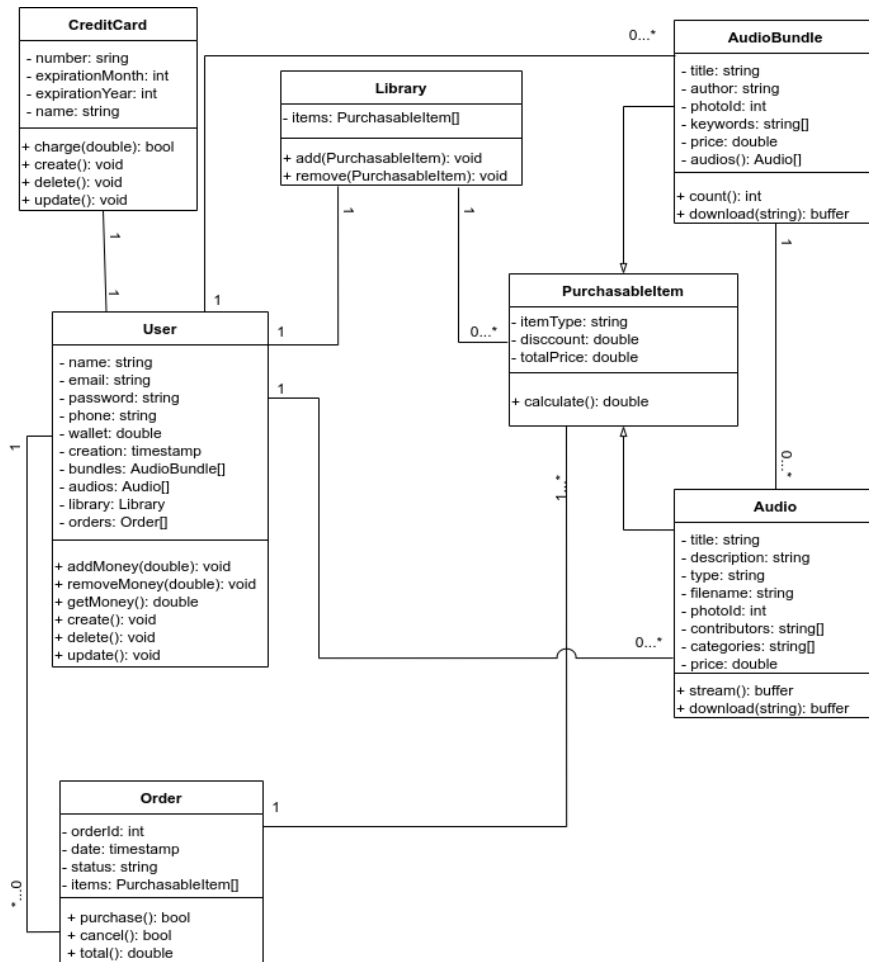 CreditCard
- number: sring
- expirationMonth: int
- expirationYear: int
- name: string
+ charge(double): bool
+ create(): void
+ delete(): void
+ update(): void
1
1
Library
- items: PurchasableItem[]
+ add(PurchasableItem): void
+ remove(PurchasableItem): void
1
1
0...*
AudioBundle
- title: string
- author: string
- photoId: int
- keywords: string[]
- price: double
- audios(): Audio[]
+ count(): int
+ download(string): buffer
1
1
1
1
0...*
PurchasableItem
- itemType: string
- disccount: double
- totalPrice: double
+ calculate(): double
User
- name: string
- email: string
- password: string
- phone: string
- wallet: double
- creation: timestamp
- bundles: AudioBundle[]
- audios: Audio[]
- library: Library
- orders: Order[]
+ addMoney(double): void
+ removeMoney(double): void
+ getMoney(): double
+ create(): void
+ delete(): void
+ update(): void
1
1...*
0...*
Audio
- title: string
- description: string
- type: string
- filename: string
- photoId: int
- contributors: string[]
- categories: string[]
- price: double
+ stream(): buffer
+ download(string): buffer
0...*
Order
- orderId: int
- date: timestamp
- status: string
- items: PurchasableItem[]
+ purchase(): bool
+ cancel(): bool
+ total(): double
1
*...0